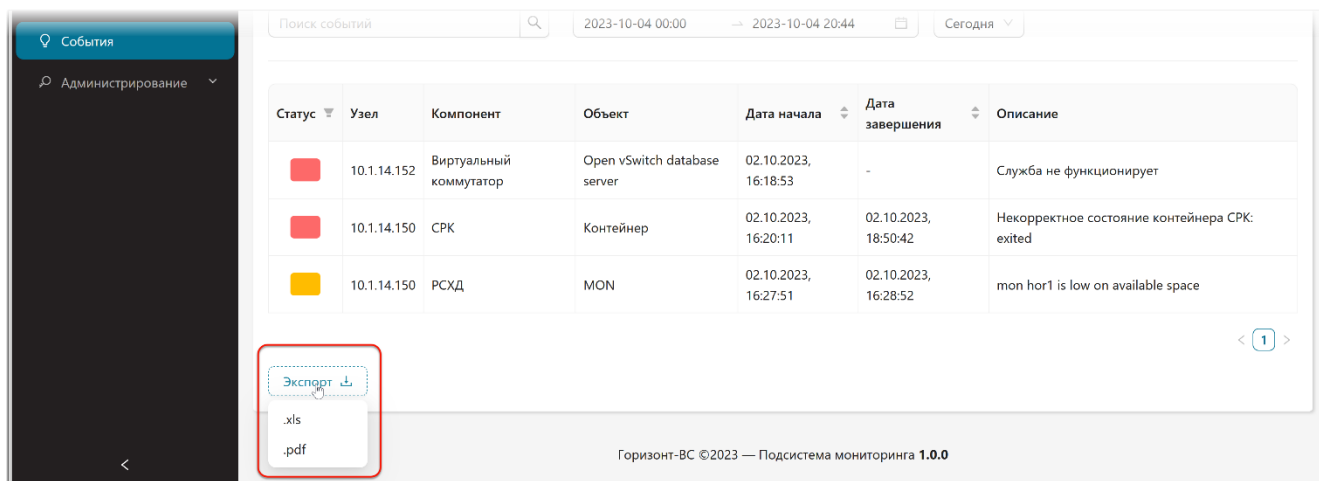 Поиск событий
2023-10-04 00:00 → 2023-10-04 20:44
Сегодня
События
Администрирование
Статус Узел Компонент Объект Дата начала Дата завершения Описание
10.1.14.152 Виртуальный коммутатор Open vSwitch database server 02.10.2023, 16:18:53 - Служба не функционирует
10.1.14.150 СРК Контейнер 02.10.2023, 16:20:11 02.10.2023, 18:50:42 Некорректное состояние контейнера СРК: exited
10.1.14.150 РСХД MON 02.10.2023, 16:27:51 02.10.2023, 16:28:52 mon hor1 is low on available space
< 1 >
Экспорт
.xls
.pdf
<
Горизонт-ВС ©2023 — Подсистема мониторинга 1.0.0